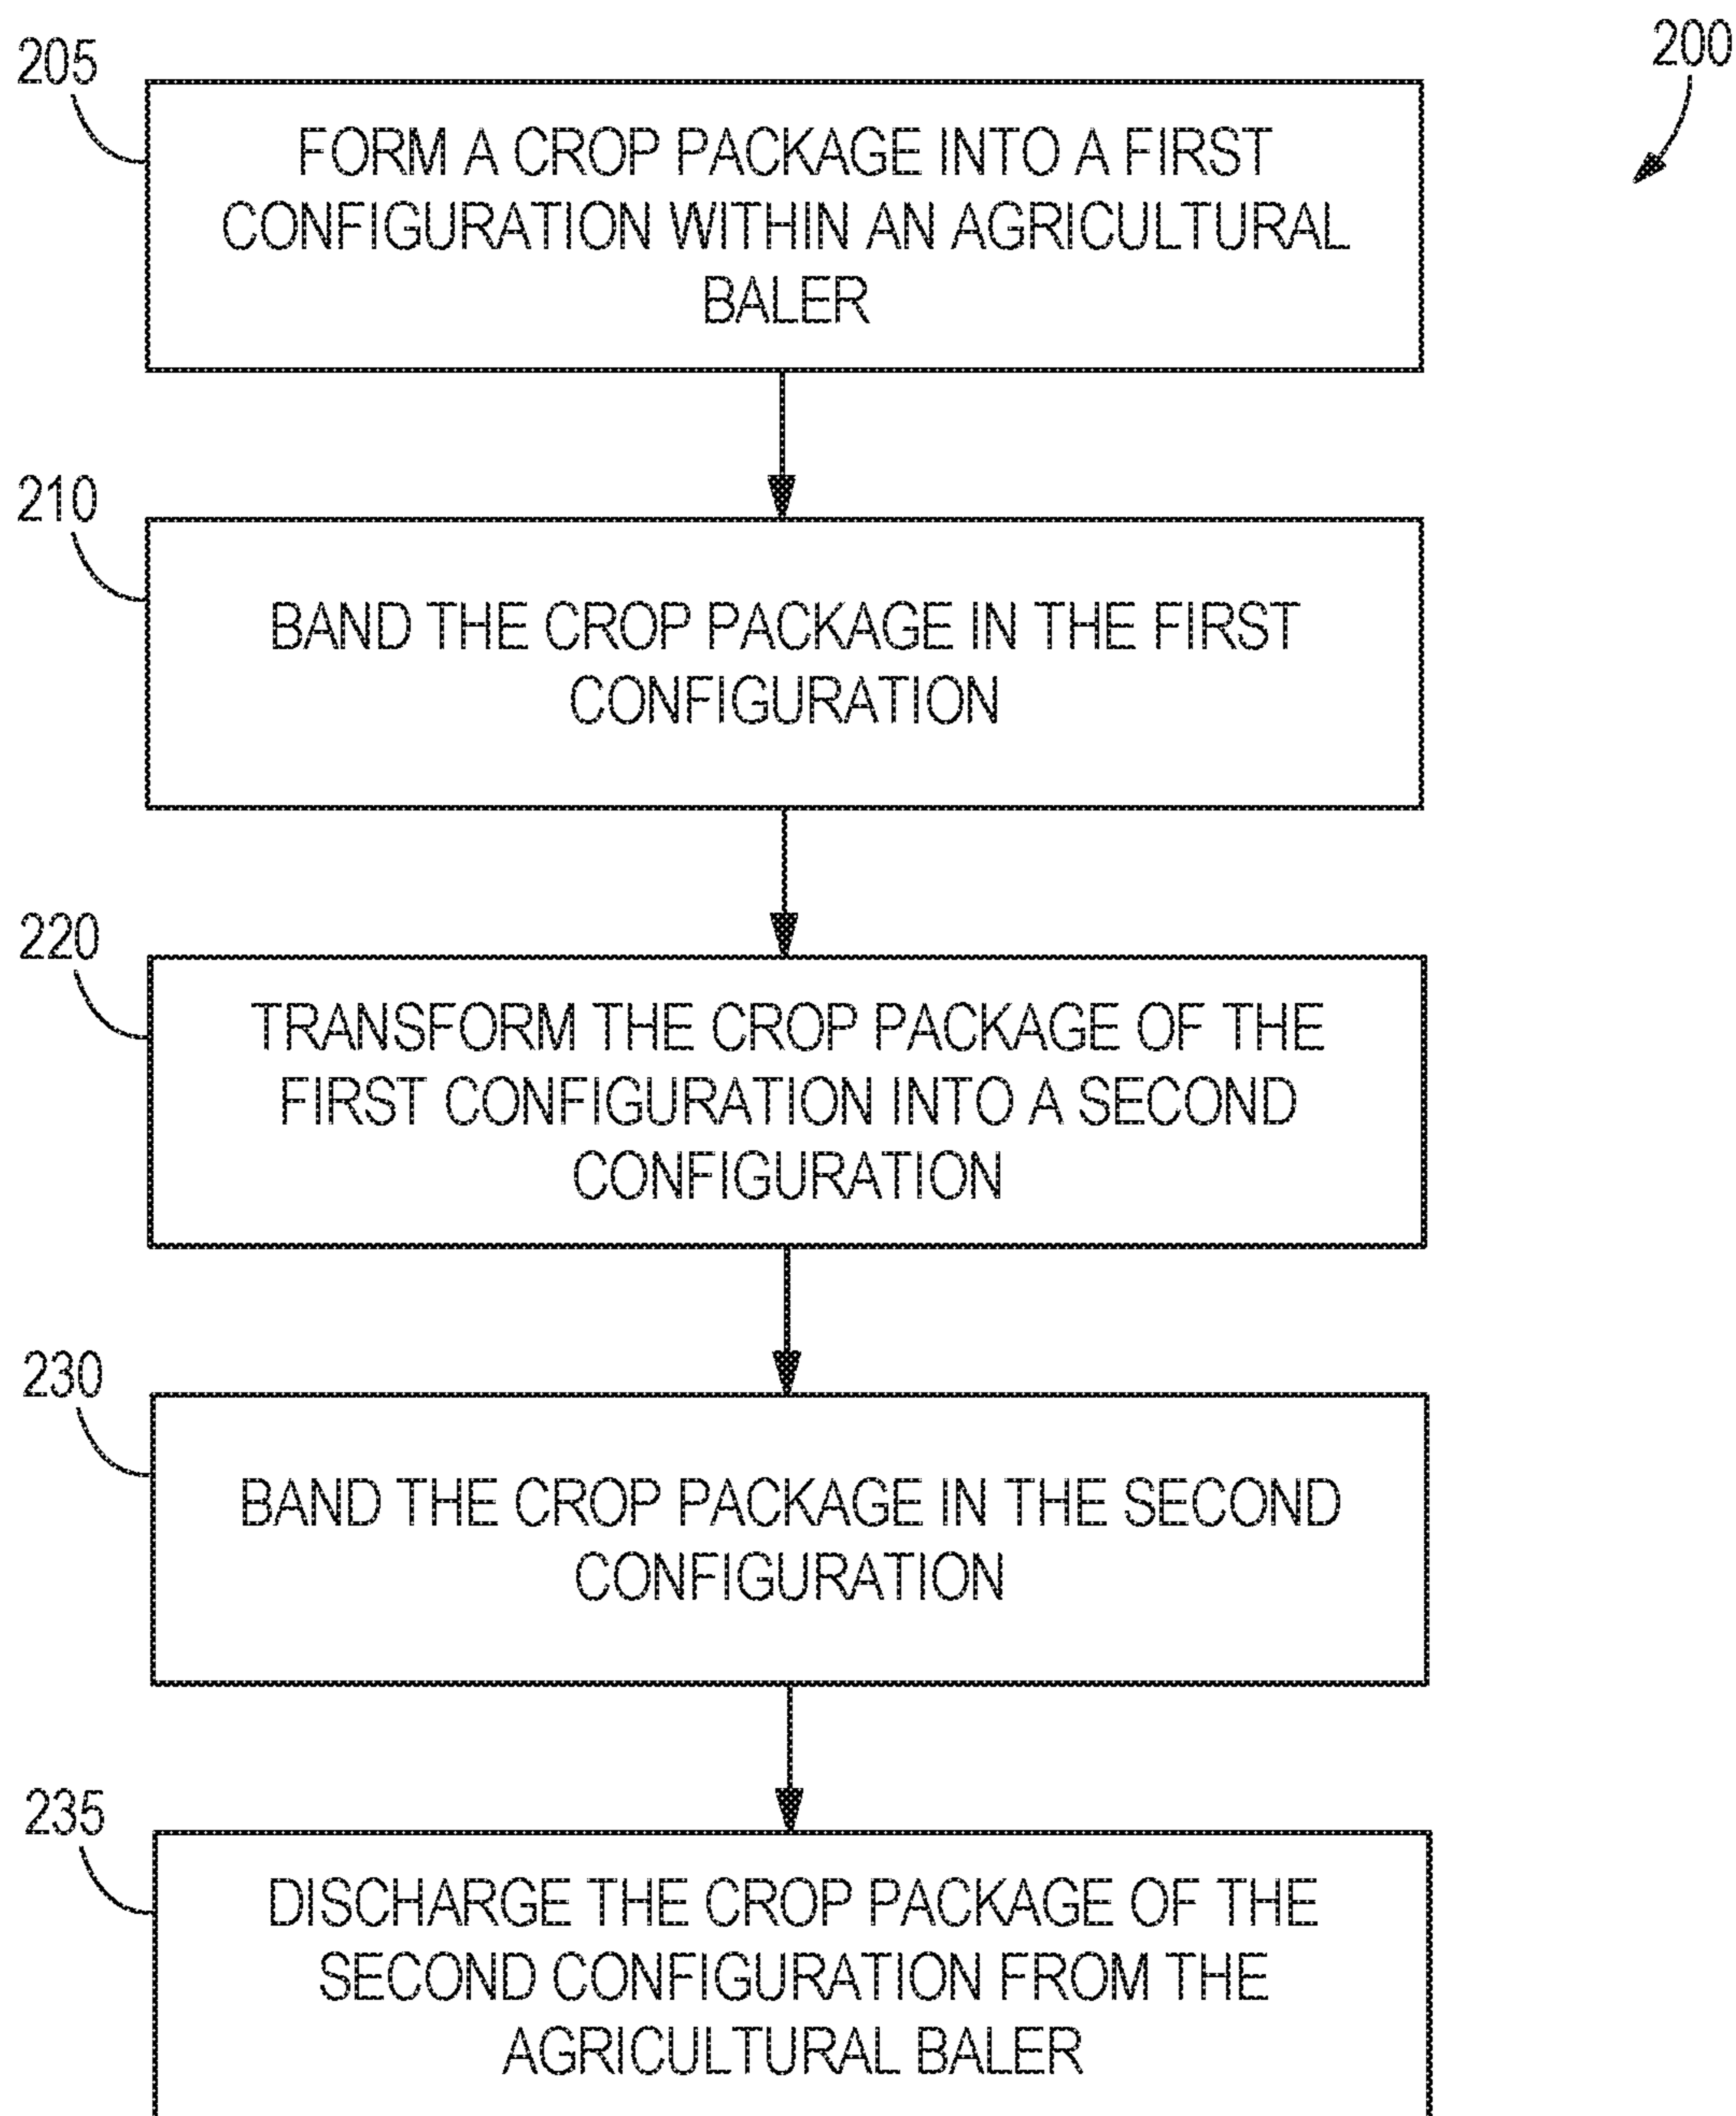 200
205
FORM A CROP PACKAGE INTO A FIRST
CONFIGURATION WITHIN AN AGRICULTURAL
BALER
210
BAND THE CROP PACKAGE IN THE FIRST
CONFIGURATION
220
TRANSFORM THE CROP PACKAGE OF THE
FIRST CONFIGURATION INTO A SECOND
CONFIGURATION
230
BAND THE CROP PACKAGE IN THE SECOND
CONFIGURATION
235
DISCHARGE THE CROP PACKAGE OF THE
SECOND CONFIGURATION FROM THE
AGRICULTURAL BALER